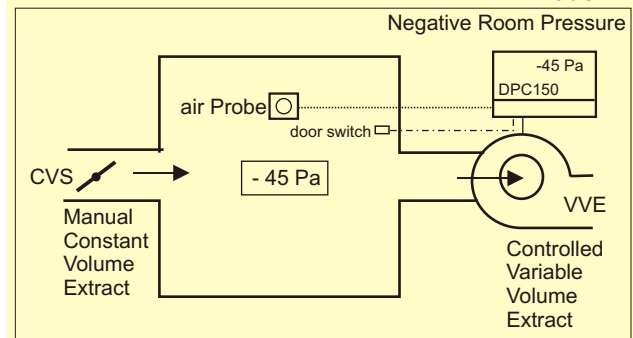 Negative Room Pressure
-45 Pa
DPC150
air Probe
door switch
CVS
- 45 Pa
VVE
Manual
Constant
Volume
Extract
Controlled
Variable
Volume
Extract